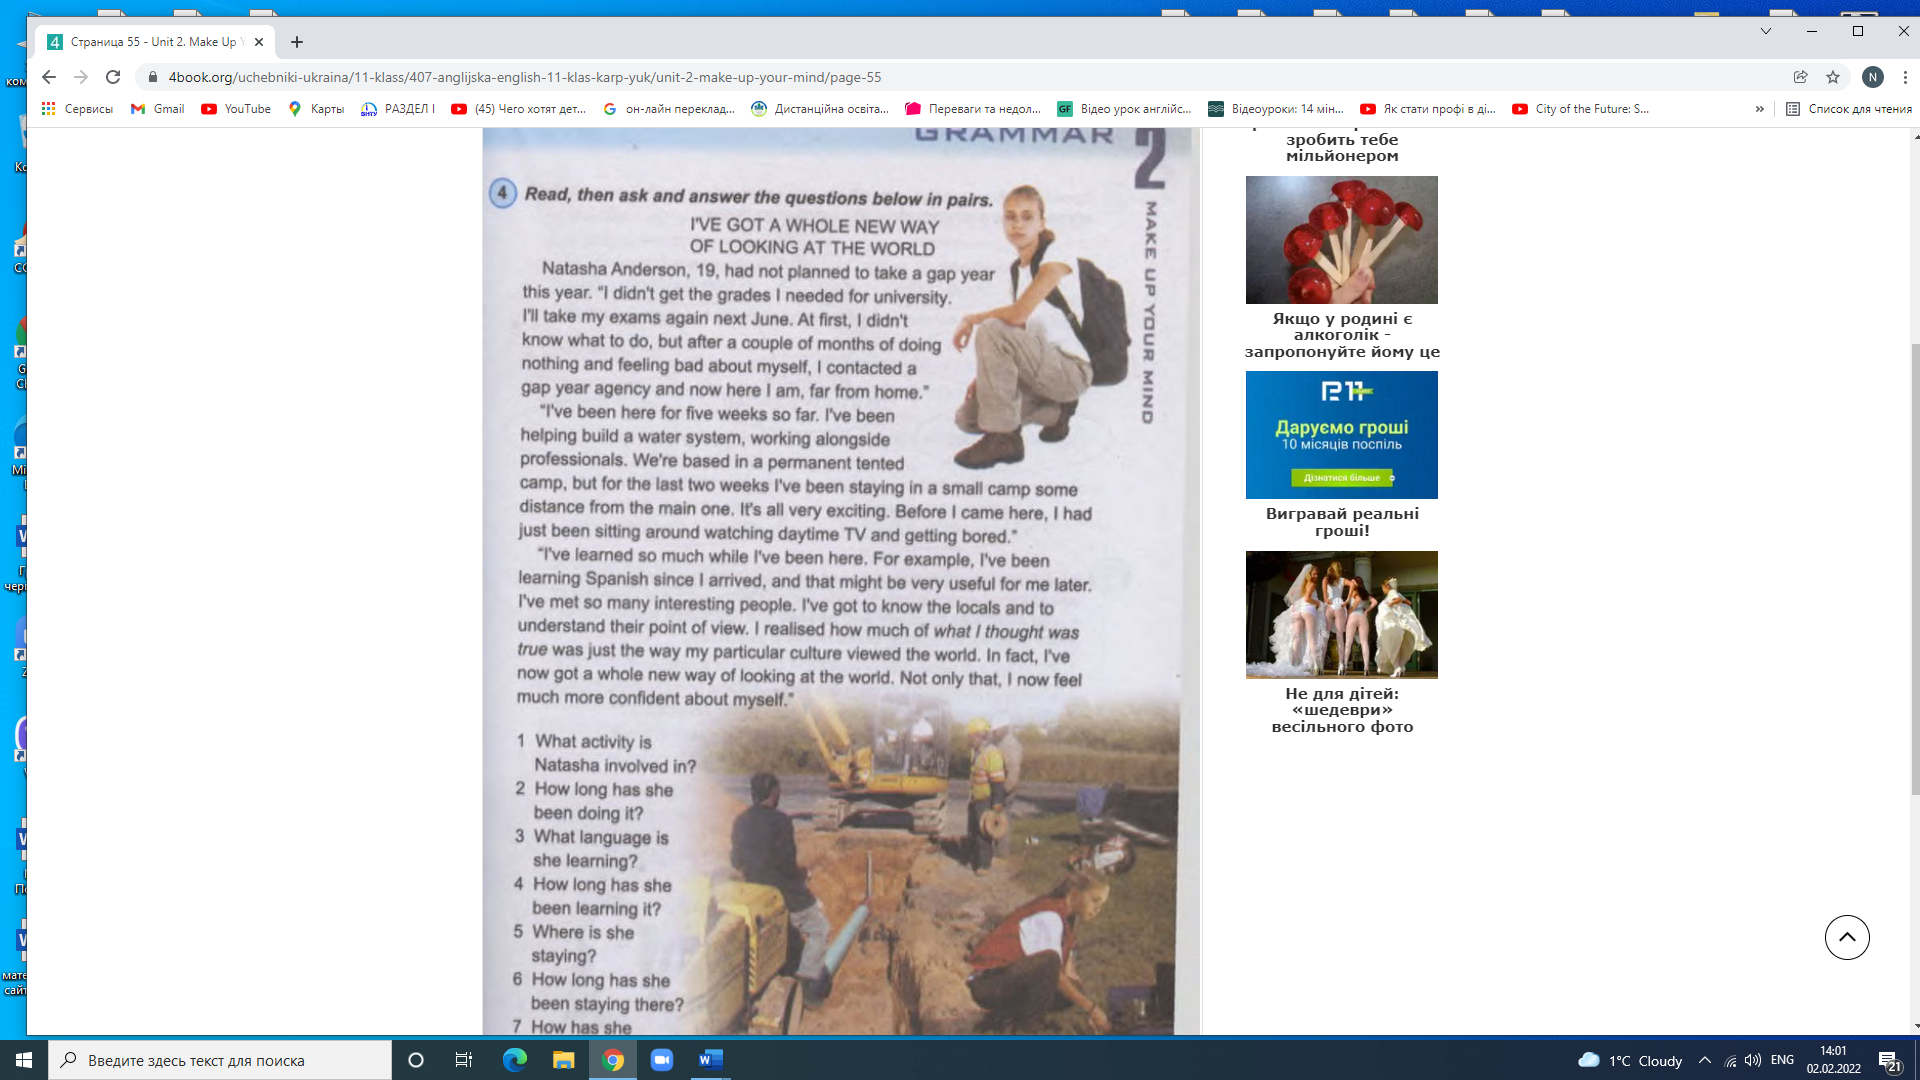 Страница 55 - Unit 2. Make Up Y
4book.org/uchebniki-ukraina/11-klass/407-anglijska-english-11-klas-karp-yuk/unit-2-make-up-your-mind/page-55
N
Сервисы
Gmail
YouTube
Карты
РАЗДЕЛ I
(45) Чего хотят дет...
он-лайн переклад...
Дистанційна освіта...
Переваги та недол...
Відео урок англійс...
Відеоуроки: 14 мін...
Як стати профі в ді...
City of the Future: S...
»
Список для чтения
GRAMMAR
2
MAKE UP YOUR MIND
4 Read, then ask and answer the questions below in pairs.
I'VE GOT A WHOLE NEW WAY
OF LOOKING AT THE WORLD
Natasha Anderson, 19, had not planned to take a gap year
this year. “I didn't get the grades I needed for university.
I'll take my exams again next June. At first, I didn't
know what to do, but after a couple of months of doing
nothing and feeling bad about myself, I contacted a
gap year agency and now here I am, far from home.”
“I've been here for five weeks so far. I've been
helping build a water system, working alongside
professionals. We're based in a permanent tented
camp, but for the last two weeks I've been staying in a small camp some
distance from the main one. It's all very exciting. Before I came here, I had
just been sitting around watching daytime TV and getting bored.”
“I've learned so much while I've been here. For example, I've been
learning Spanish since I arrived, and that might be very useful for me later.
I've met so many interesting people. I've got to know the locals and to
understand their point of view. I realised how much of what I thought was
true was just the way my particular culture viewed the world. In fact, I've
now got a whole new way of looking at the world. Not only that, I now feel
much more confident about myself.”
1 What activity is
Natasha involved in?
2 How long has she
been doing it?
3 What language is
she learning?
4 How long has she
been learning it?
5 Where is she
staying?
6 How long has she
been staying there?
7 How has she
зробить тебе
мільйонером
Якщо у родині є
алкоголік -
запропонуйте йому це
Даруємо гроші
10 місяців поспіль
Дізнатися більше
Виграваӣ реальні
гроші!
Не для дітей:
«шедеври»
весільного фото
Введите здесь текст для поиска
1°C Cloudy
ENG
14:01
02.02.2022
21